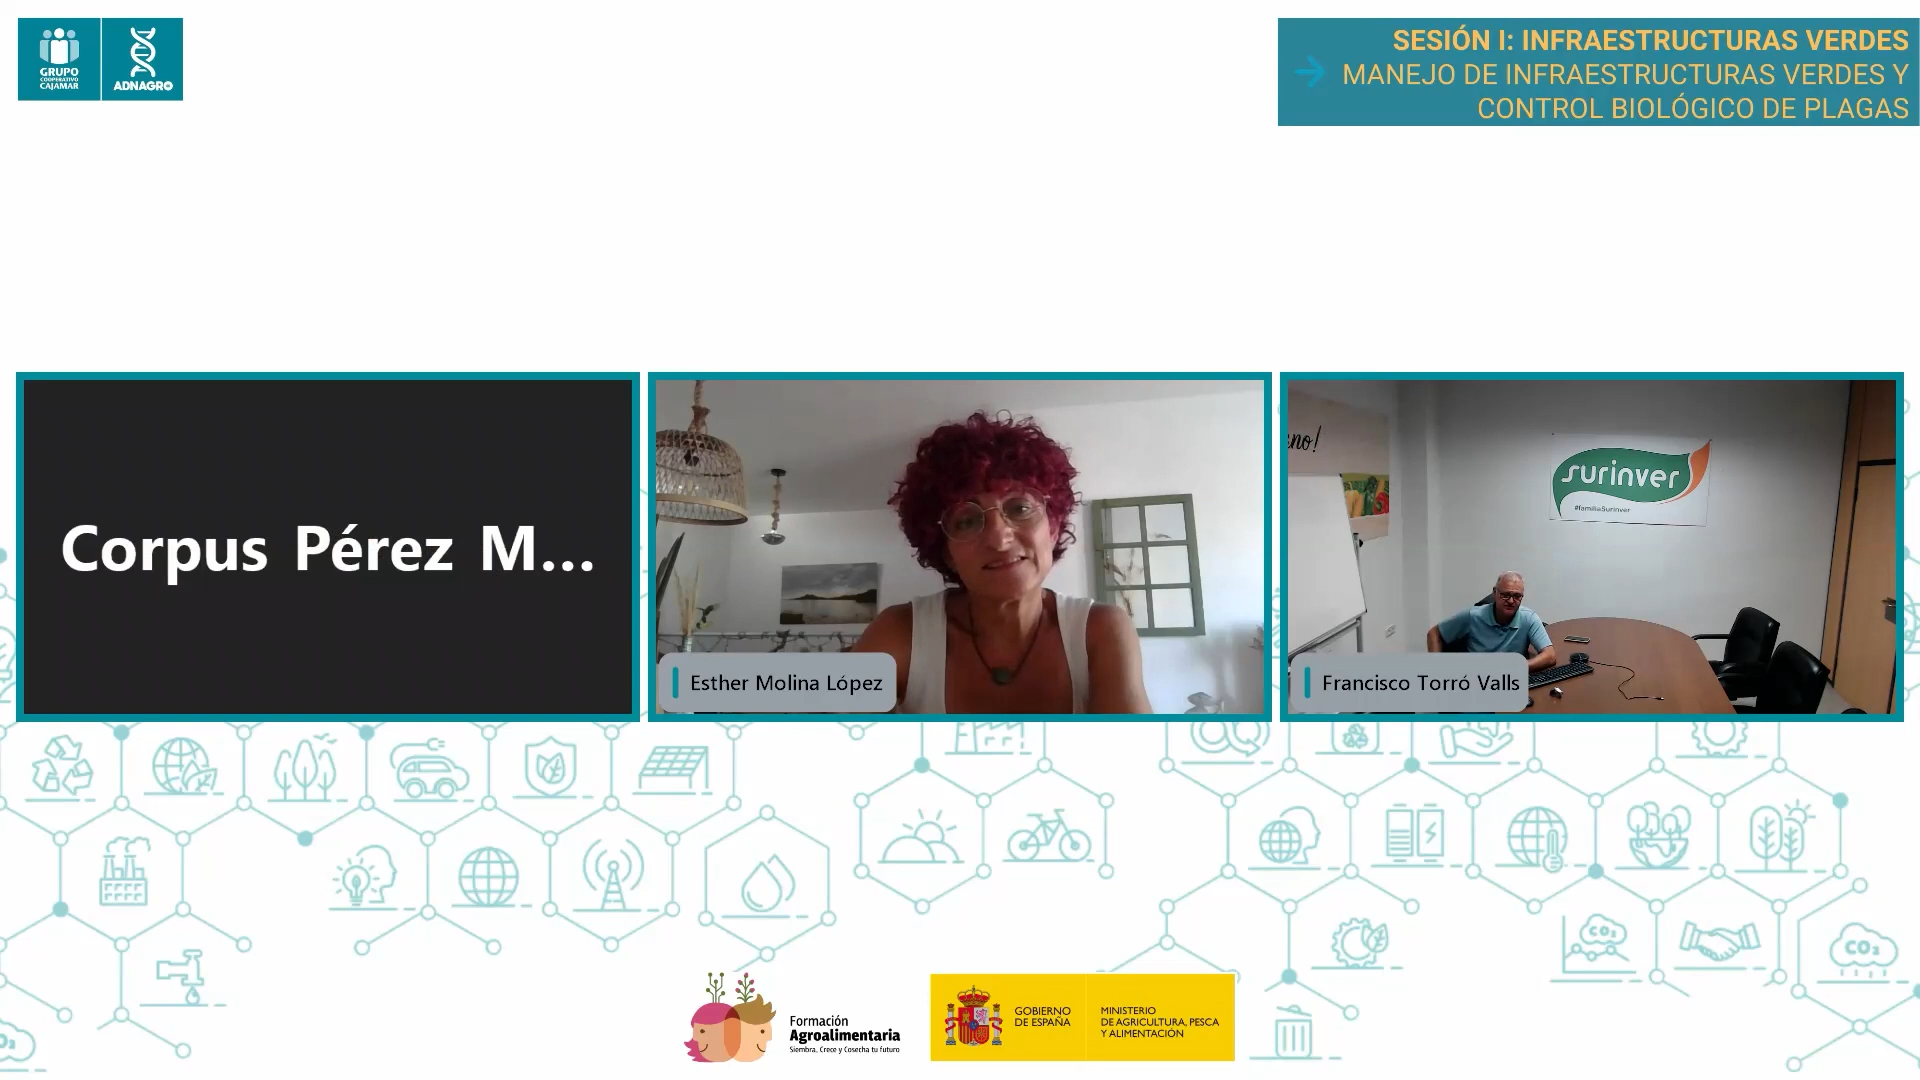 GRUPO
COOPERATIVO
CAJAMAR
ADNAGRO
SESIÓN I: INFRAESTRUCTURAS VERDES
MANEJO DE INFRAESTRUCTURAS VERDES Y
CONTROL BIOLÓGICO DE PLAGAS
Corpus Pérez M...
Esther Molina López
surinver
#familiaSurinver
Francisco Torró Valls
CO₂
CO₂
Formación
Agroalimentaria
Siembra, Crece y Cosecha tu futuro
GOBIERNO
DE ESPAÑA
MINISTERIO
DE AGRICULTURA, PESCA
Y ALIMENTACIÓN